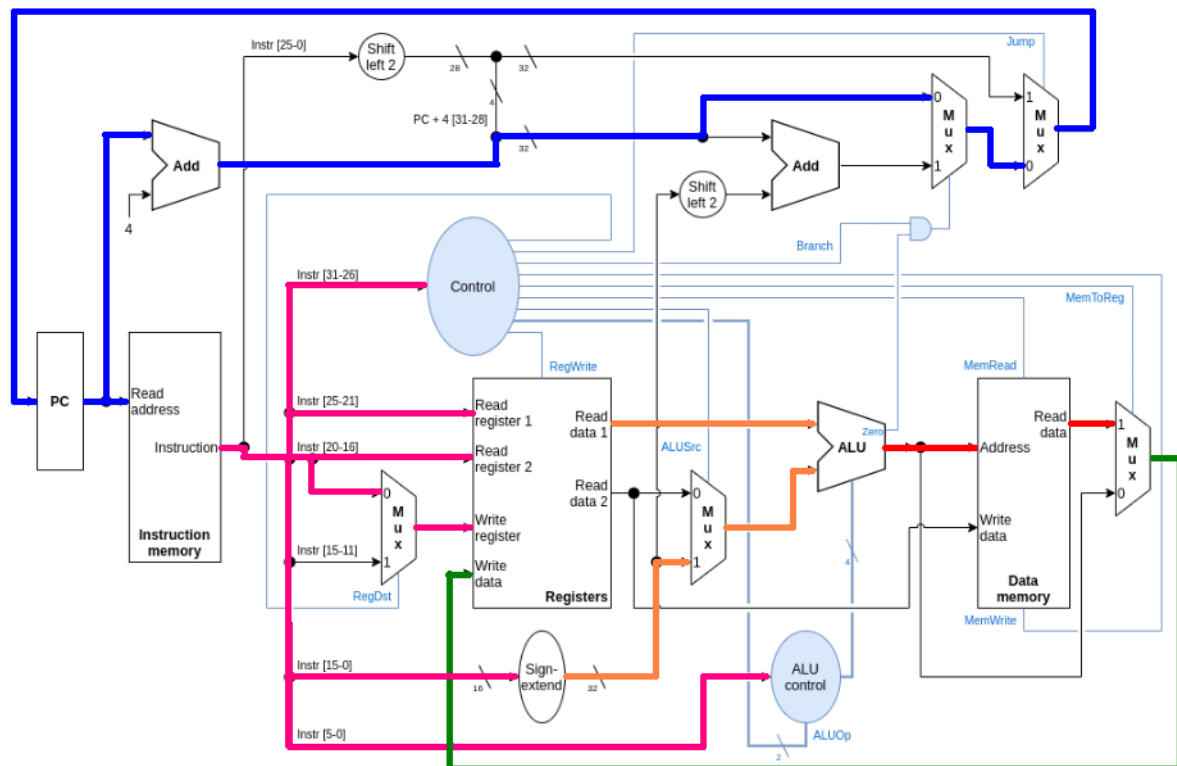 Instr [25-0]
Shift
left 2
28
32
Jump
4
PC + 4 [31-28]
32
Add
4
0
M
u
x
1
1
M
u
x
0
Add
Shift
left 2
Branch
Instr [31-26]
Control
MemToReg
PC
Read
address
Instruction
Instruction
memory
RegWrite
MemRead
Instr [25-21]
Read
register 1
Read
data 1
Instr [20-16]
Read
register 2
ALUSrc
Zero
ALU
Read
data
Address
1
M
u
x
0
0
M
u
x
1
Read
data 2
0
M
u
x
1
Write
register
Instr [15-11]
Write
data
Registers
RegDst
4
Write
data
Data
memory
MemWrite
Instr [15-0]
16
Sign-
extend
32
ALU
control
Instr [5-0]
ALUOp
2